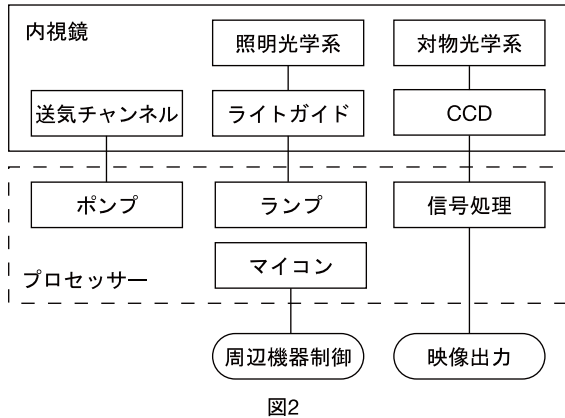 内視鏡
照明光学系
対物光学系
送気チャンネル
ライトガイド
CCD
ポンプ
ランプ
信号処理
マイコン
プロセッサー
周辺機器制御
映像出力
図2